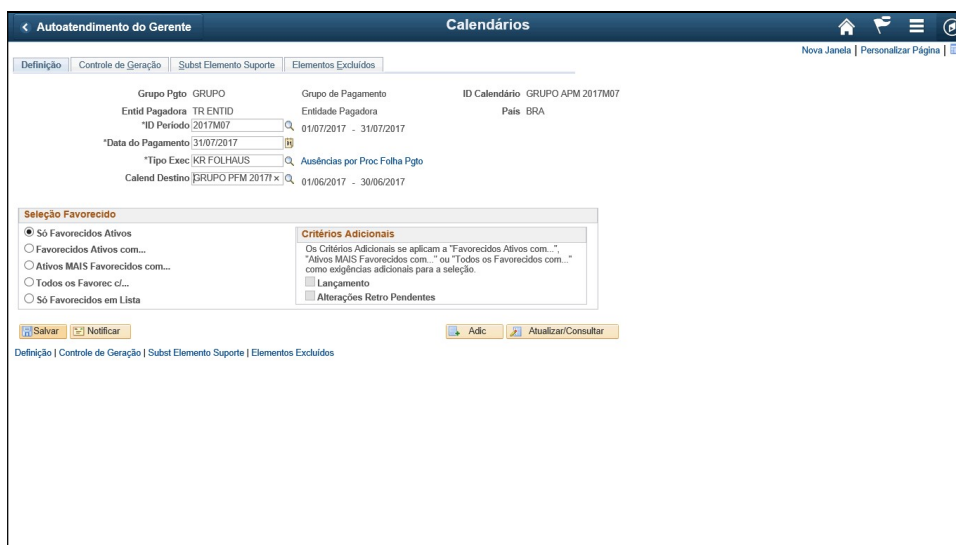 Autoatendimento do Gerente Calendários
Nova Janela | Personalizar Página |
Definição Controle de Geração Subst Elemento Suporte Elementos Excluídos
Grupo Pgto GRUPO Grupo de Pagamento ID Calendário GRUPO APM 2017M07
Entid Pagadora TR ENTID Entidade Pagadora País BRA
*ID Período 2017M07 01/07/2017 - 31/07/2017
*Data do Pagamento 31/07/2017
*Tipo Exec KR FOLHAUS Ausências por Proc Folha Pgto
Calend Destino GRUPO PFM 2017 01/06/2017 - 30/06/2017
Seleção Favorecido
Só Favorecidos Ativos
Favorecidos Ativos com...
Ativos MAIS Favorecidos com...
Todos os Favorec c/...
Só Favorecidos em Lista
Critérios Adicionais
Os Critérios Adicionais se aplicam a "Favorecidos Ativos com...",
"Ativos MAIS Favorecidos com..." ou "Todos os Favorecidos com..."
como exigências adicionais para a seleção.
Lançamento
Alterações Retro Pendentes
Salvar Notificar Adic Atualizar/Consultar
Definição | Controle de Geração | Subst Elemento Suporte | Elementos Excluídos